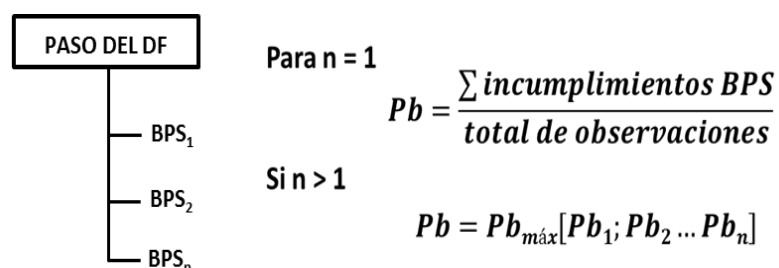 PASO DEL DF
BPS₁
BPS₂
BPSₙ
Para n = 1
Pb = ∑ incumplimientos BPS / total de observaciones
Si n > 1
Pb = Pbₘáₓ[Pb₁; Pb₂ ... Pbₙ]